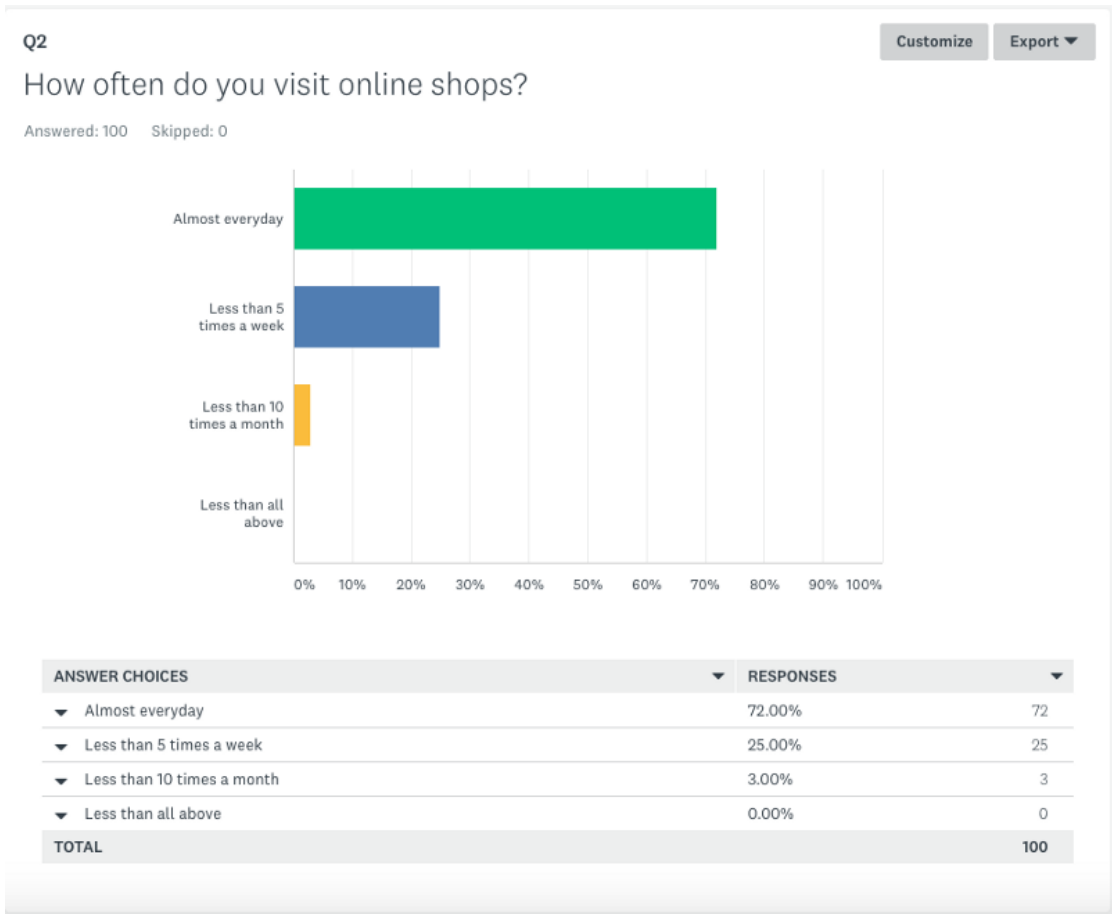 Q2
Customize
Export
How often do you visit online shops?
Answered: 100 Skipped: 0
Almost everyday
Less than 5
times a week
Less than 10
times a month
Less than all
above
0% 10% 20% 30% 40% 50% 60% 70% 80% 90% 100%
ANSWER CHOICES RESPONSES
Almost everyday 72.00% 72
Less than 5 times a week 25.00% 25
Less than 10 times a month 3.00% 3
Less than all above 0.00% 0
TOTAL 100